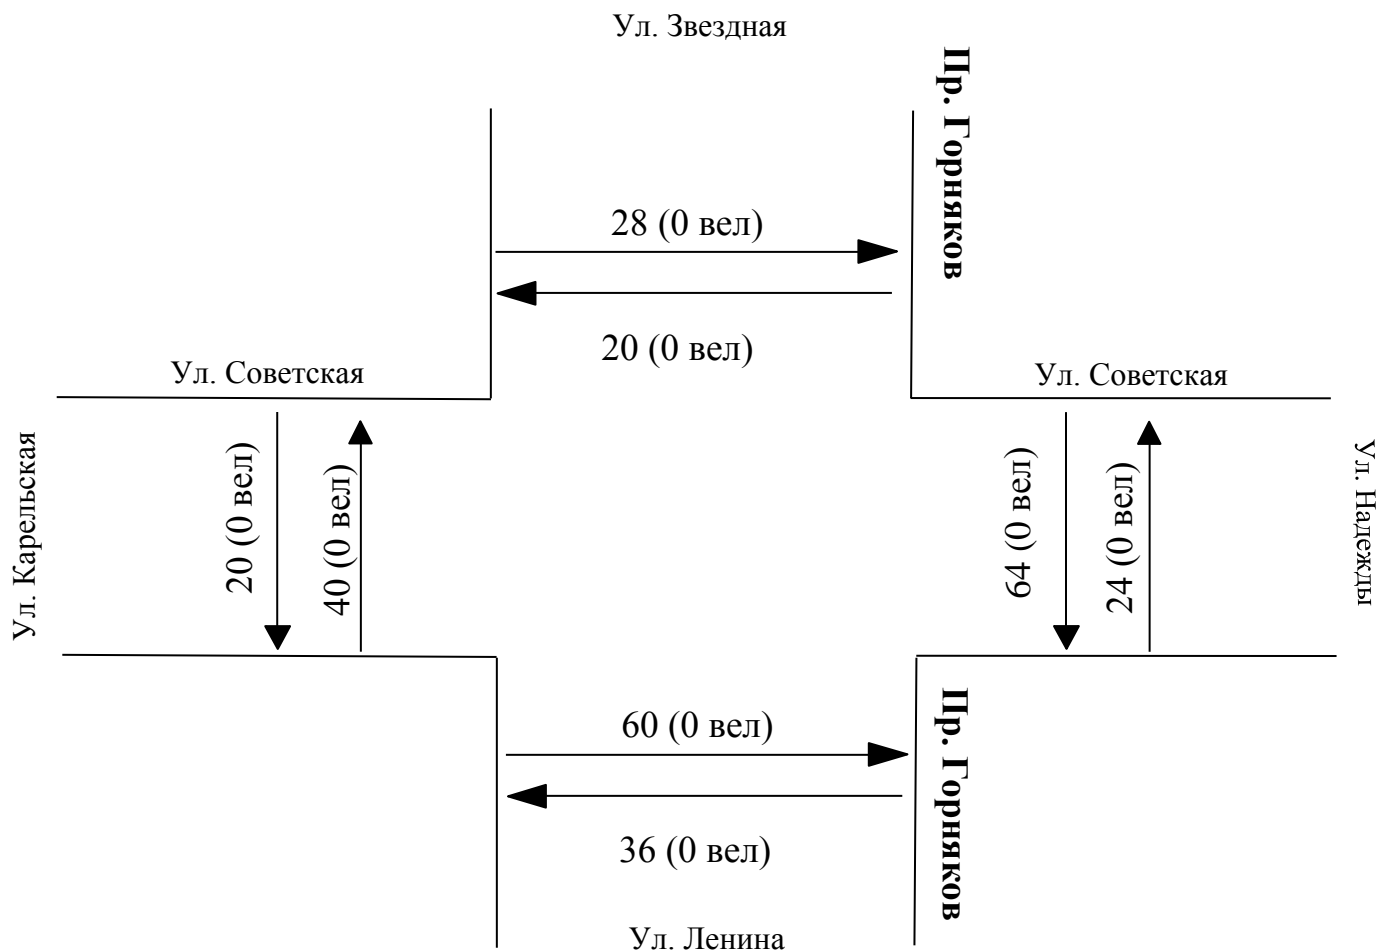 Ул. Звездная
Пр. Горняков
28 (0 вел)
20 (0 вел)
Ул. Советская
Ул. Советская
Ул. Карельская
20 (0 вел)
40 (0 вел)
64 (0 вел)
24 (0 вел)
Ул. Надежды
60 (0 вел)
Пр. Горняков
36 (0 вел)
Ул. Ленина